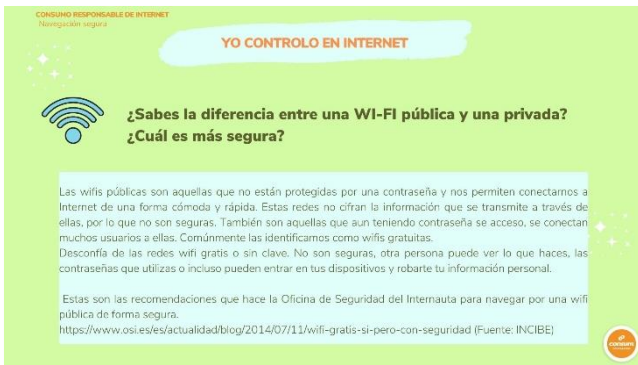 CONSUMO RESPONSABLE DE INTERNET
Navegación segura
YO CONTROLO EN INTERNET
¿Sabes la diferencia entre una WI-FI pública y una privada?
¿Cuál es más segura?
Las wifis públicas son aquellas que no están protegidas por una contraseña y nos permiten conectarnos a
Internet de una forma cómoda y rápida. Estas redes no cifran la información que se transmite a través de
ellas, por lo que no son seguras. También son aquellas que aun teniendo contraseña se acceso, se conectan
muchos usuarios a ellas. Comúnmente las identificamos como wifis gratuitas.
Desconfía de las redes wifi gratis o sin clave. No son seguras, otra persona puede ver lo que haces, las
contraseñas que utilizas o incluso pueden entrar en tus dispositivos y robarte tu información personal.
Estas son las recomendaciones que hace la Oficina de Seguridad del Internauta para navegar por una wifi
pública de forma segura.
https://www.osi.es/es/actualidad/blog/2014/07/11/wifi-gratis-si-pero-con-seguridad (Fuente: INCIBE)